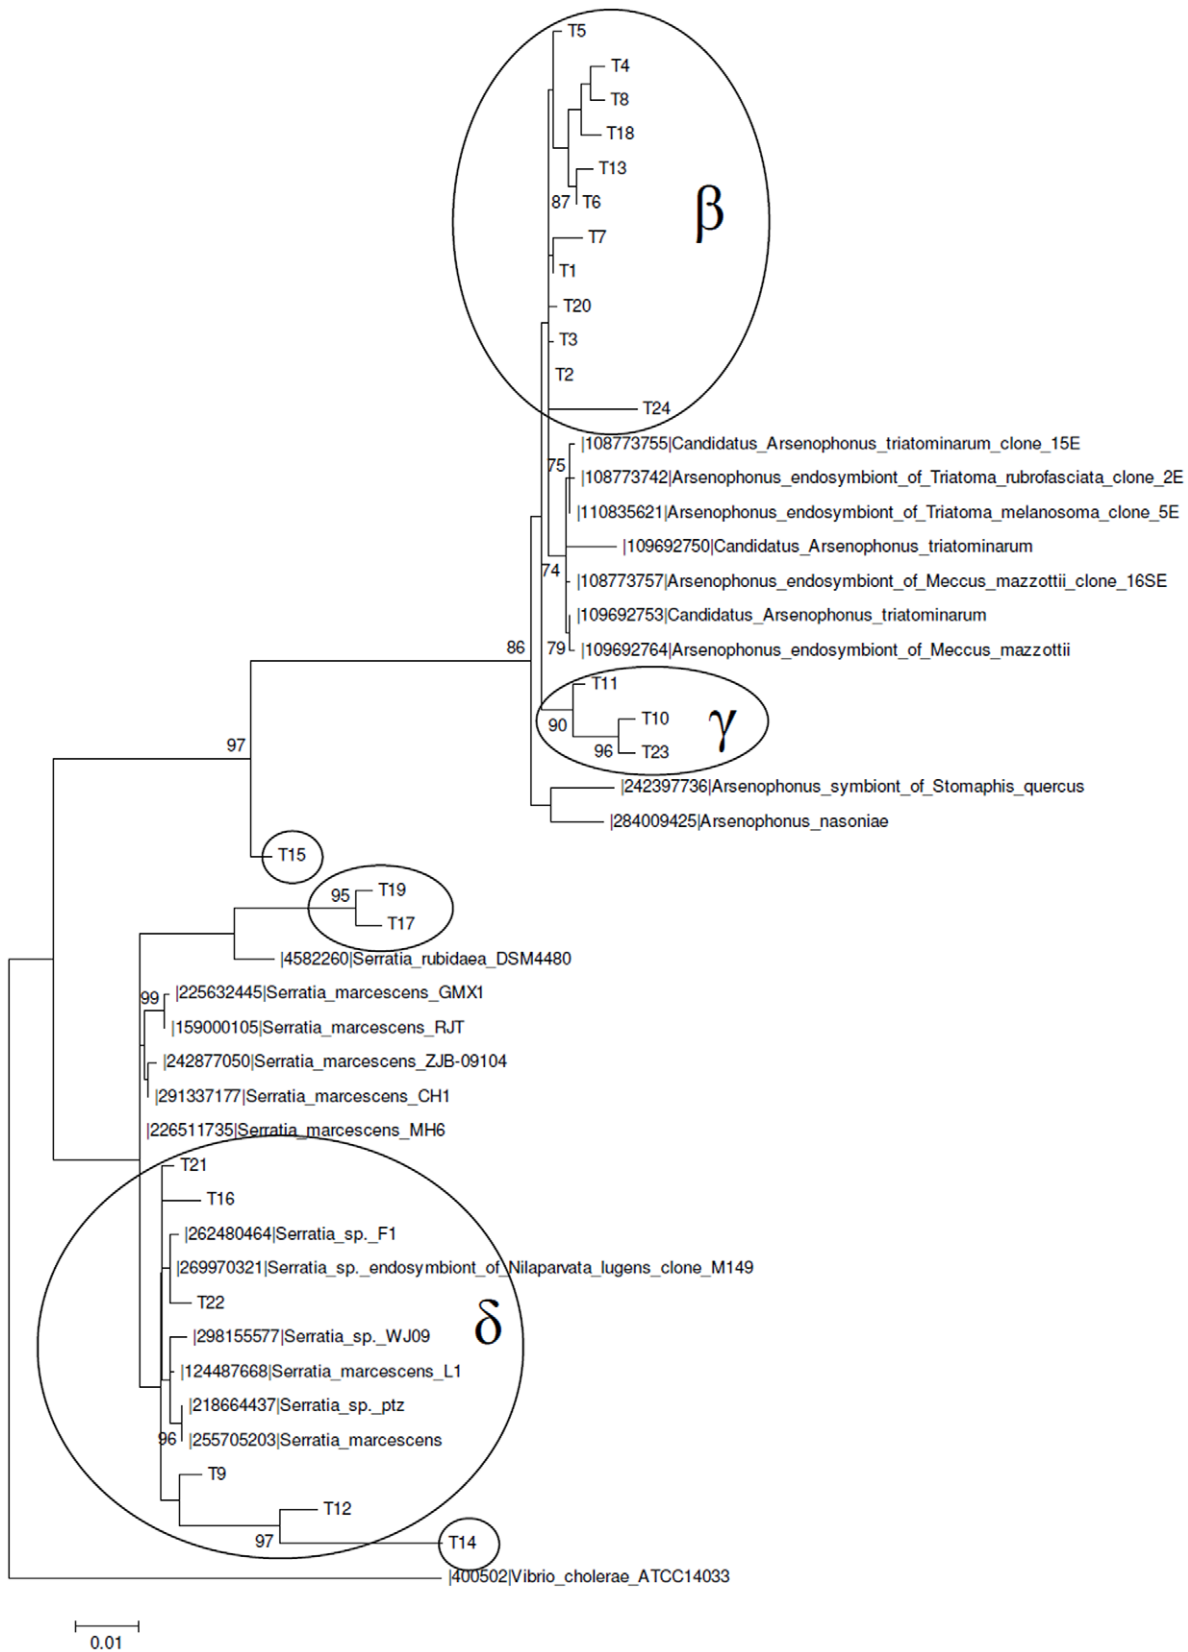 T5
T4
T8
T18
T13
87 T6
β
T7
T1
T20
T3
T2
T24
|108773755|Candidatus_Arsenophonus_triatominarum_clone_15E
75
|108773742|Arsenophonus_endosymbiont_of_Triatoma_rubrofasciata_clone_2E
|110835621|Arsenophonus_endosymbiont_of_Triatoma_melanosoma_clone_5E
|109692750|Candidatus_Arsenophonus_triatominarum
74
|108773757|Arsenophonus_endosymbiont_of_Meccus_mazzottii_clone_16SE
|109692753|Candidatus_Arsenophonus_triatominarum
86
79 |109692764|Arsenophonus_endosymbiont_of_Meccus_mazzottii
T11
90
T10
γ
96 T23
97
|242397736|Arsenophonus_symbiont_of_Stomaphis_quercus
|284009425|Arsenophonus_nasoniae
T15
95 T19
T17
|4582260|Serratia_rubidaea_DSM4480
99 |225632445|Serratia_marcescens_GMX1
|159000105|Serratia_marcescens_RJT
|242877050|Serratia_marcescens_ZJB-09104
|291337177|Serratia_marcescens_CH1
|226511735|Serratia_marcescens_MH6
T21
T16
|262480464|Serratia_sp._F1
|269970321|Serratia_sp._endosymbiont_of_Nilaparvata_lugens_clone_M149
T22
δ
|298155577|Serratia_sp._WJ09
|124487668|Serratia_marcescens_L1
|218664437|Serratia_sp._ptz
96 |255705203|Serratia_marcescens
T9
T12
97
T14
|400502|Vibrio_cholerae_ATCC14033
0.01